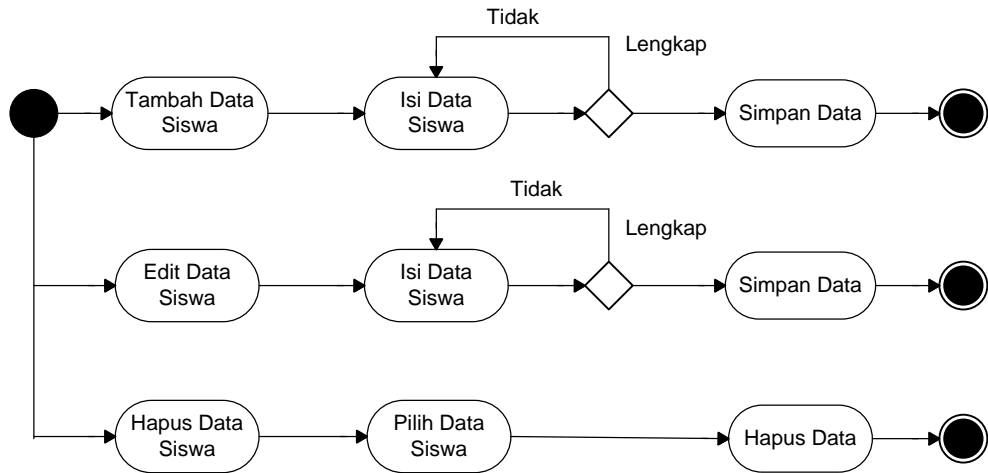 Tidak
Lengkap
Tambah Data
Siswa
Isi Data
Siswa
Simpan Data
Tidak
Lengkap
Edit Data
Siswa
Isi Data
Siswa
Simpan Data
Hapus Data
Siswa
Pilih Data
Siswa
Hapus Data